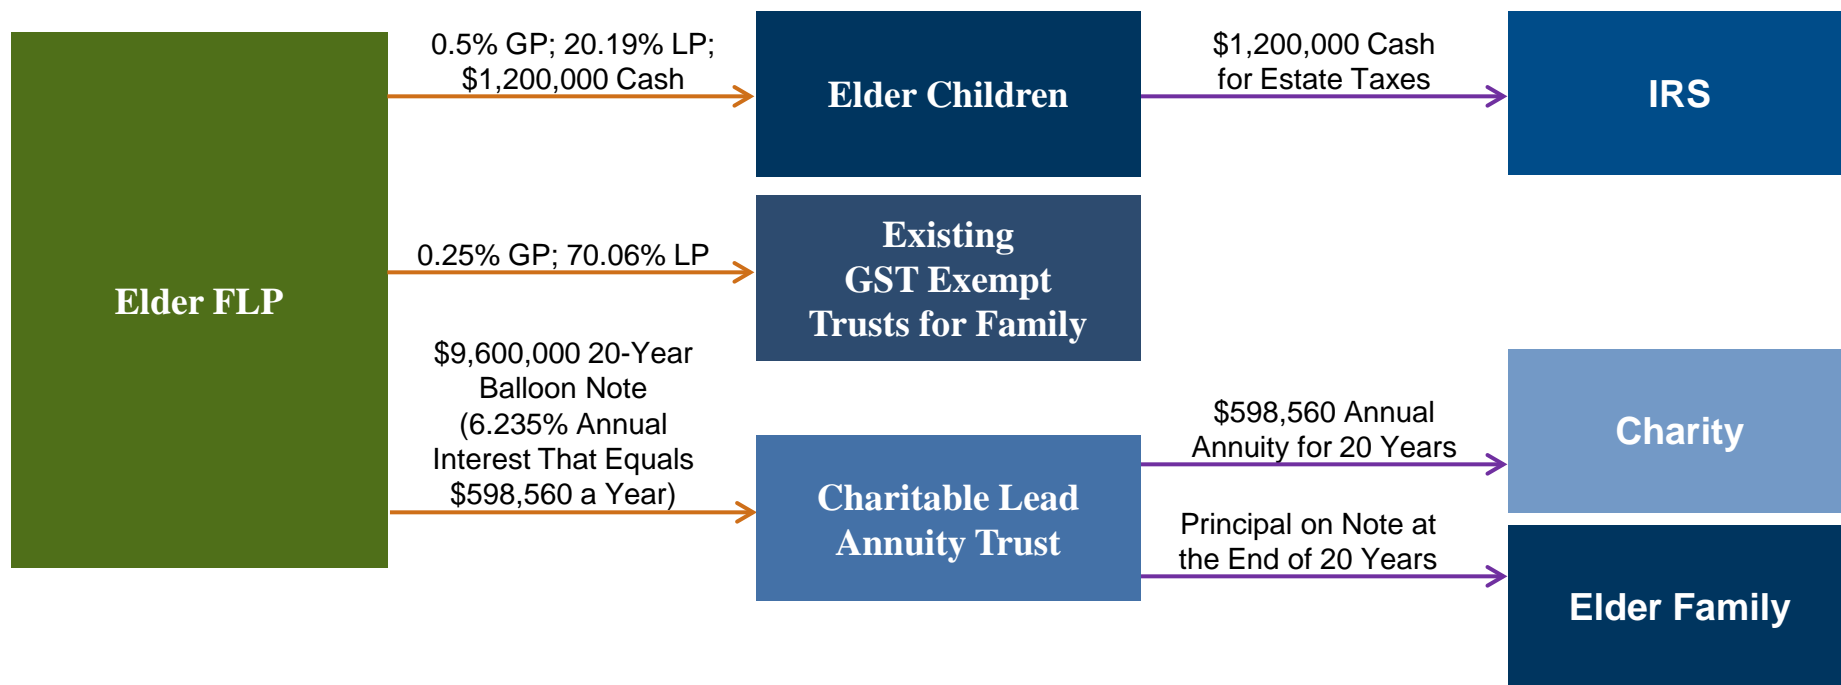 Elder FLP
0.5% GP; 20.19% LP;
$1,200,000 Cash
Elder Children
$1,200,000 Cash
for Estate Taxes
IRS
0.25% GP; 70.06% LP
Existing
GST Exempt
Trusts for Family
$9,600,000 20-Year
Balloon Note
(6.235% Annual
Interest That Equals
$598,560 a Year)
Charitable Lead
Annuity Trust
$598,560 Annual
Annuity for 20 Years
Charity
Principal on Note at
the End of 20 Years
Elder Family